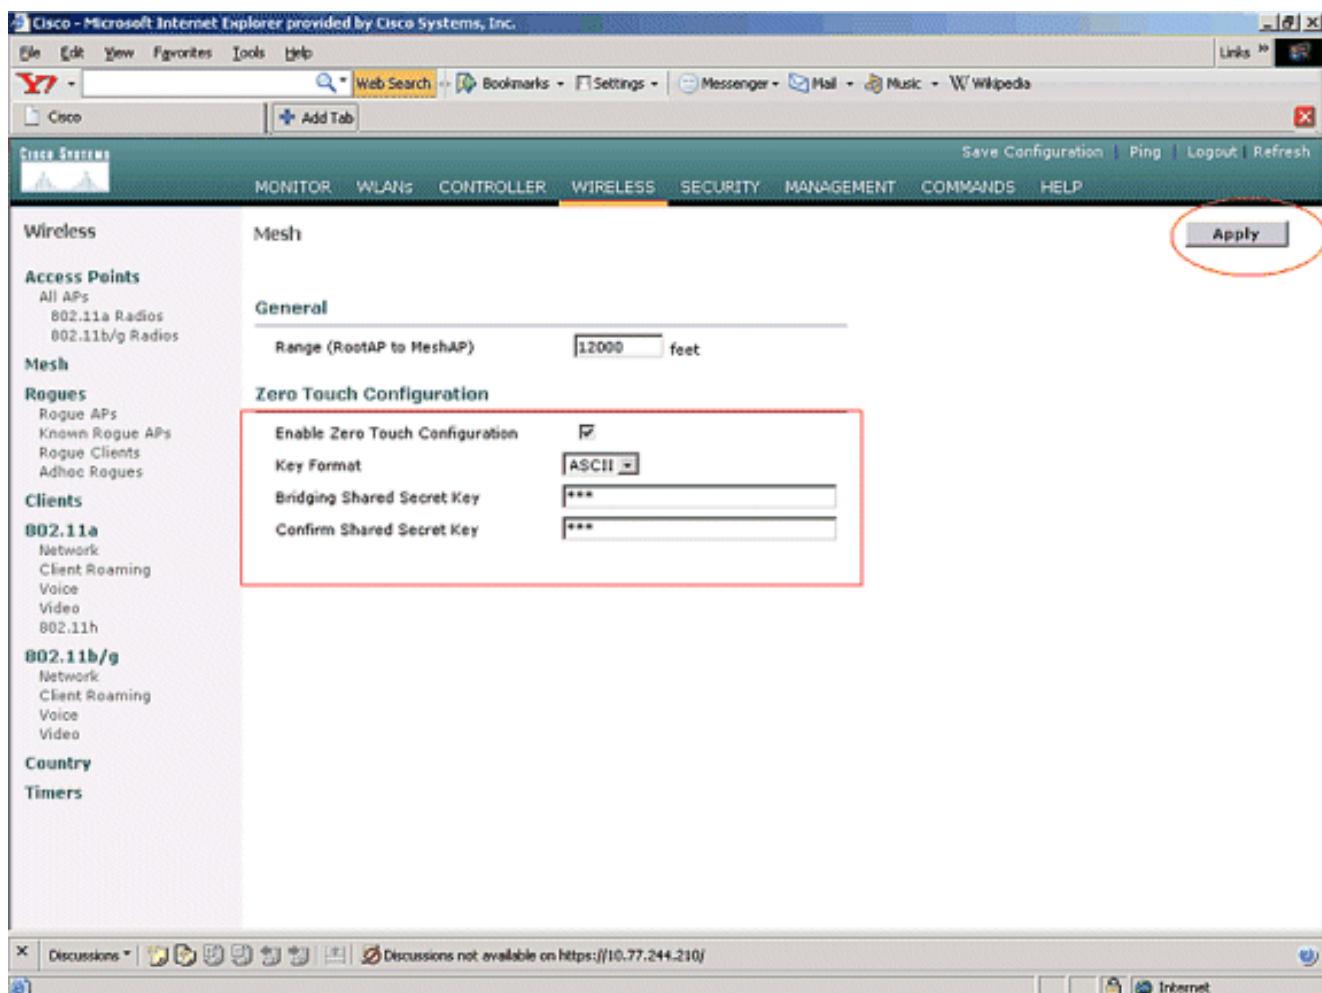 Cisco - Microsoft Internet Explorer provided by Cisco Systems, Inc.
File Edit View Favorites Tools Help Links »
Y! Web Search Bookmarks Settings Messenger Mail Music W Wikipedia
Cisco Add Tab
Cisco Systems
Save Configuration | Ping | Logout | Refresh
MONITOR WLANs CONTROLLER WIRELESS SECURITY MANAGEMENT COMMANDS HELP
Wireless
Access Points
All APs
802.11a Radios
802.11b/g Radios
Mesh
Rogues
Rogue APs
Known Rogue APs
Rogue Clients
Adhoc Rogues
Clients
802.11a
Network
Client Roaming
Voice
Video
802.11h
802.11b/g
Network
Client Roaming
Voice
Video
Country
Timers
Mesh
Apply
General
Range (RootAP to MeshAP) 12000 feet
Zero Touch Configuration
Enable Zero Touch Configuration
Key Format ASCII
Bridging Shared Secret Key ***
Confirm Shared Secret Key ***
Discussions Discussions not available on https://10.77.244.210/
Internet